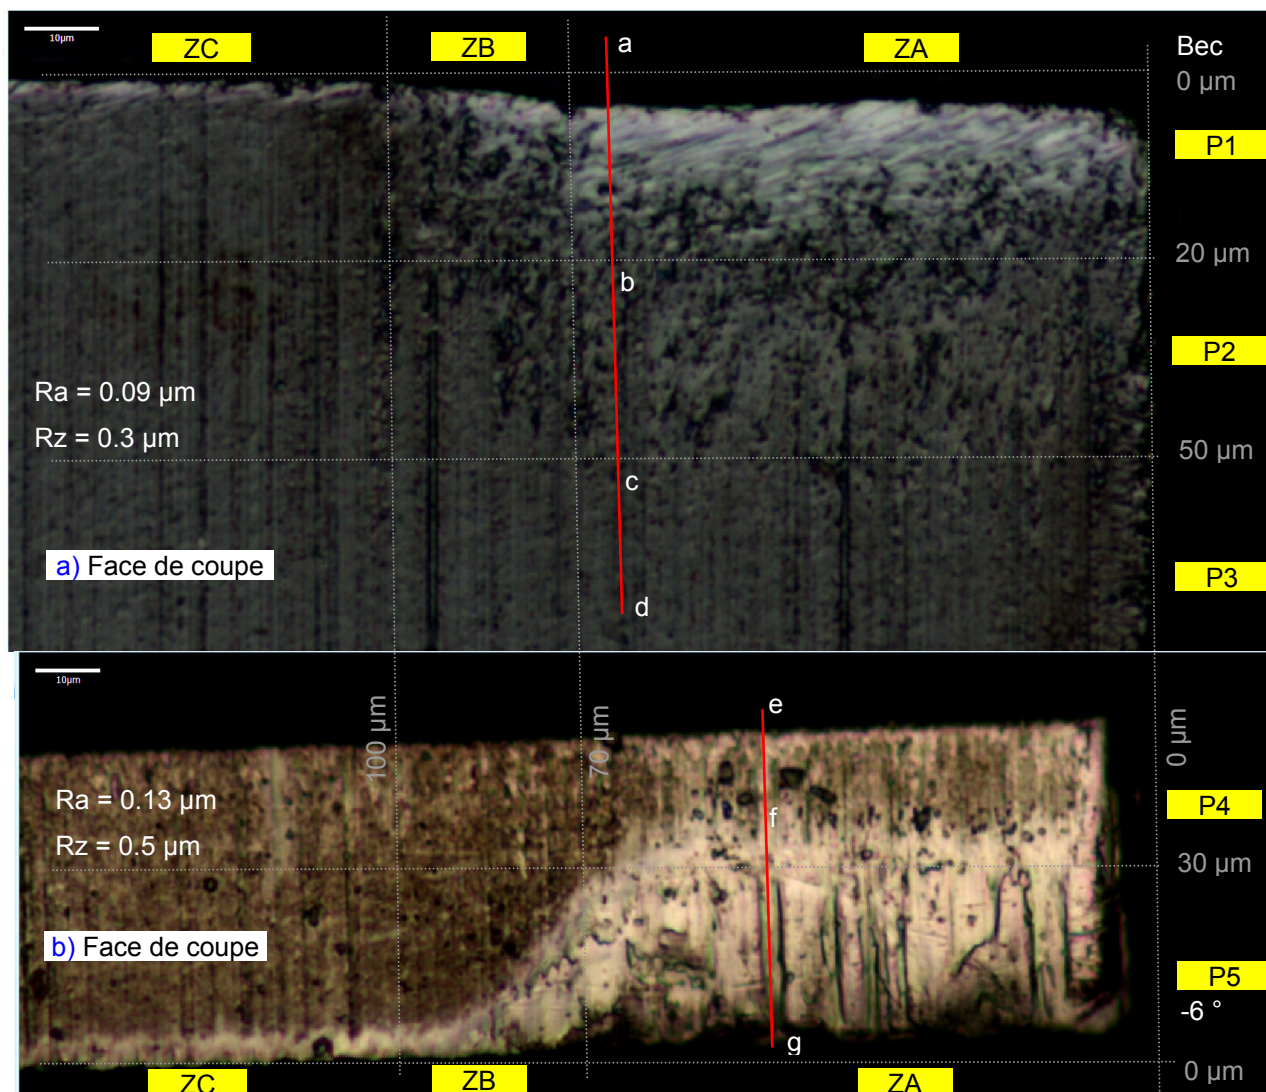 10µm
ZC
ZB
a
ZA
Bec
0 µm
P1
20 µm
b
P2
Ra = 0.09 µm
Rz = 0.3 µm
50 µm
c
a) Face de coupe
P3
d
10µm
e
100 µm
70 µm
0 µm
Ra = 0.13 µm
P4
f
Rz = 0.5 µm
30 µm
b) Face de coupe
P5
-6 °
g
0 µm
ZC
ZB
ZA